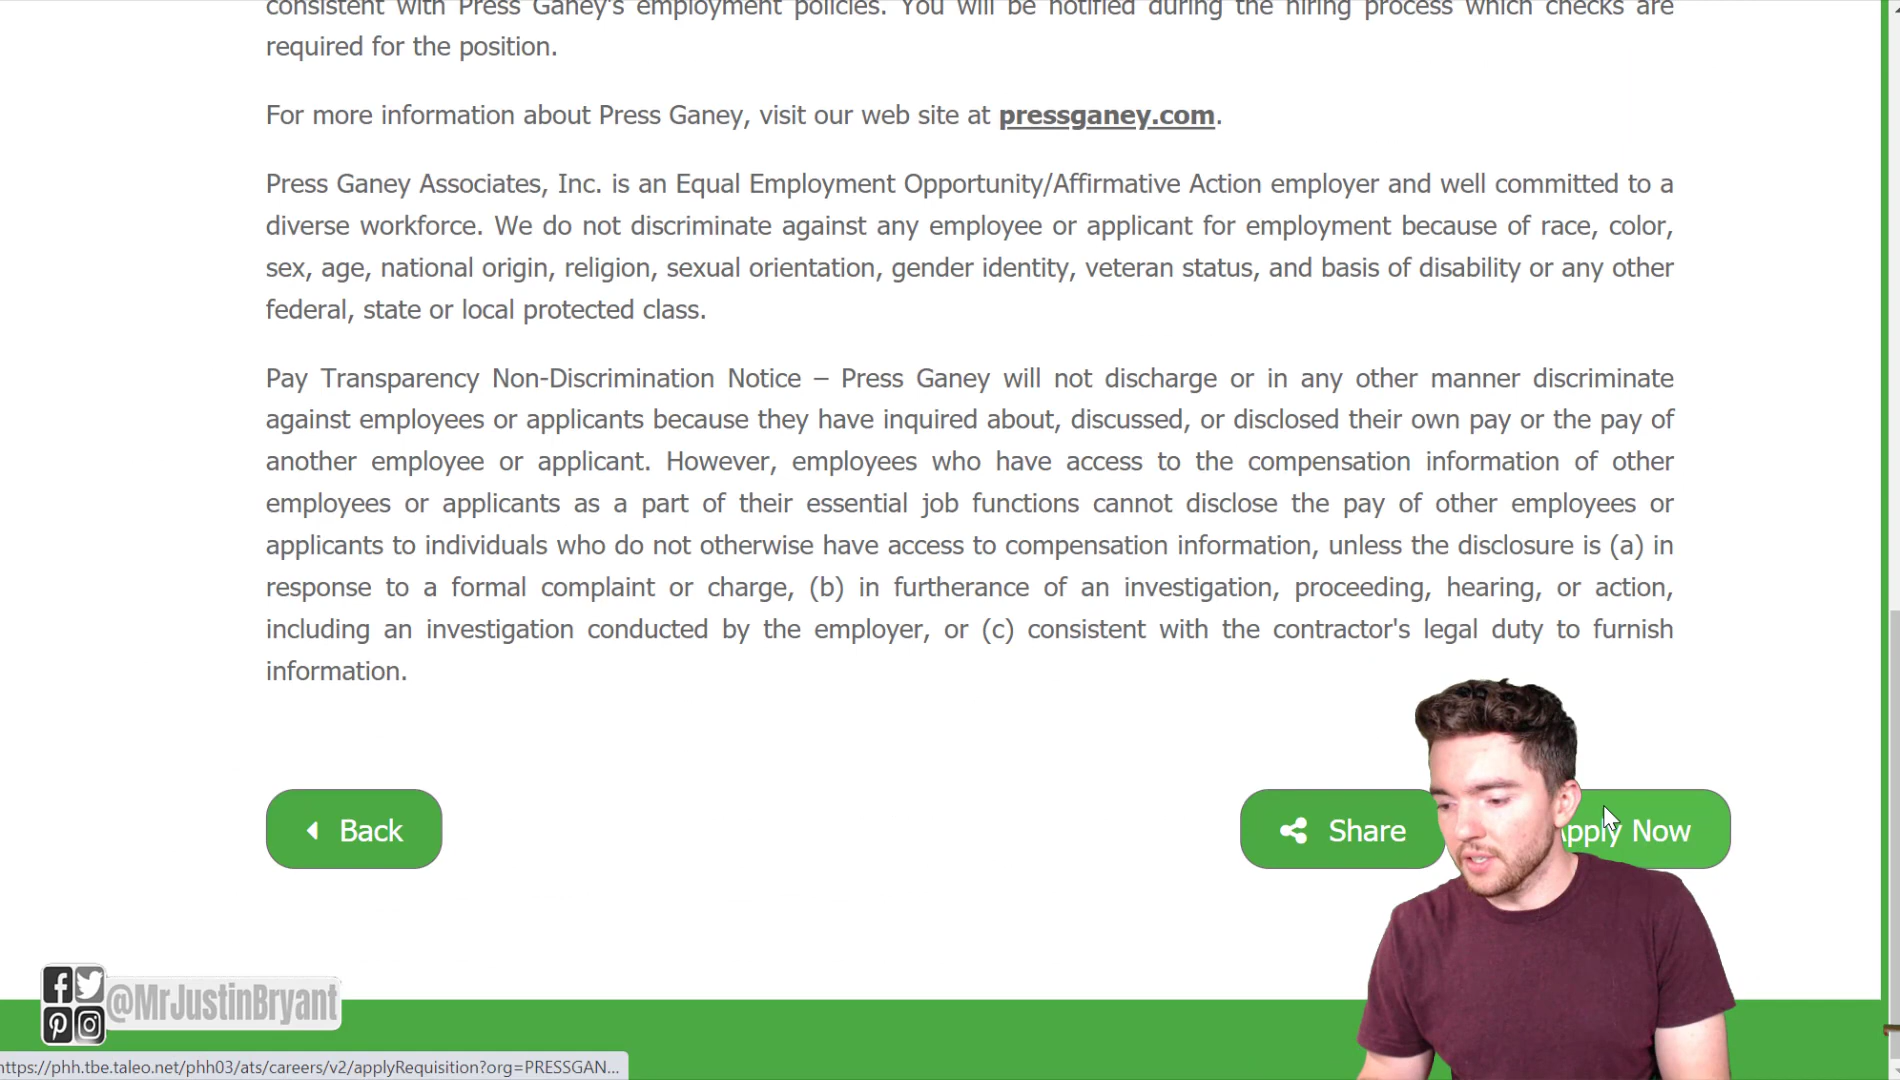 consistent with Press Ganey's employment policies. You will be notified during the hiring process which checks are
required for the position.
For more information about Press Ganey, visit our web site at pressganey.com.
Press Ganey Associates, Inc. is an Equal Employment Opportunity/Affirmative Action employer and well committed to a
diverse workforce. We do not discriminate against any employee or applicant for employment because of race, color,
sex, age, national origin, religion, sexual orientation, gender identity, veteran status, and basis of disability or any other
federal, state or local protected class.
Pay Transparency Non-Discrimination Notice – Press Ganey will not discharge or in any other manner discriminate
against employees or applicants because they have inquired about, discussed, or disclosed their own pay or the pay of
another employee or applicant. However, employees who have access to the compensation information of other
employees or applicants as a part of their essential job functions cannot disclose the pay of other employees or
applicants to individuals who do not otherwise have access to compensation information, unless the disclosure is (a) in
response to a formal complaint or charge, (b) in furtherance of an investigation, proceeding, hearing, or action,
including an investigation conducted by the employer, or (c) consistent with the contractor's legal duty to furnish
information.
Back
Share
Apply Now
@MrJustinBryant
https://phh.tbe.taleo.net/phh03/ats/careers/v2/applyRequisition?org=PRESSGAN...